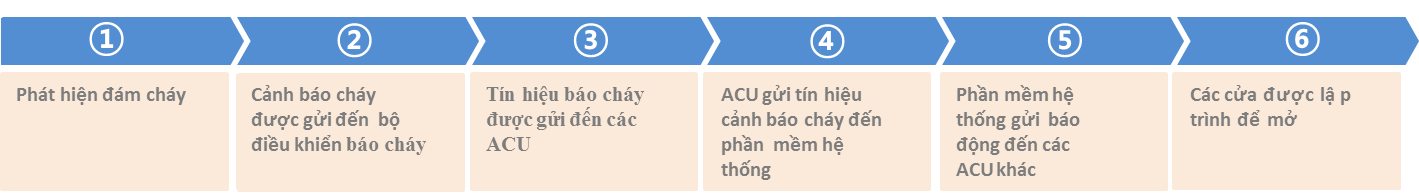 ①
②
③
④
⑤
⑥
Phát hiện đám cháy
Cảnh báo cháy
được gửi đến bộ
điều khiển báo cháy
Tín hiệu báo cháy
được gửi đến các
ACU
ACU gửi tín hiệu
cảnh báo cháy đến
phần mềm hệ
thống
Phần mềm hệ
thống gửi báo
động đến các
ACU khác
Các cửa được lập
trình để mở